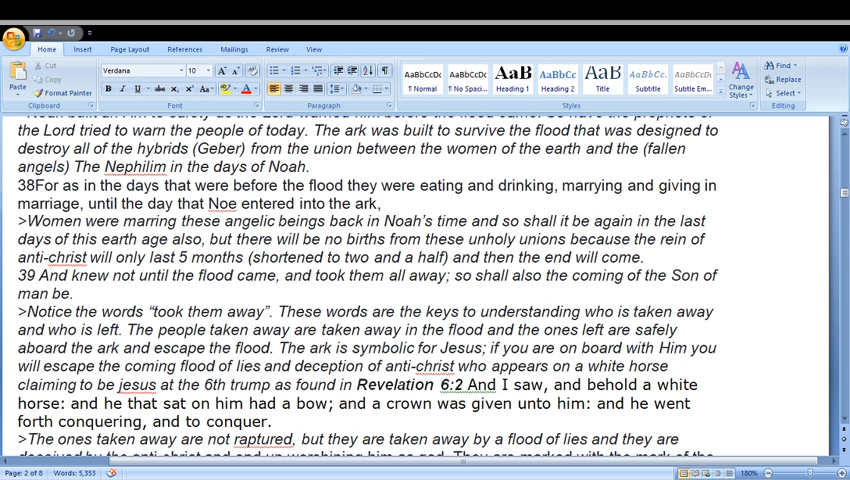 Home Insert Page Layout References Mailings Review View
Cut
Copy
Format Painter
Paste
Clipboard
Verdana 10
Font
Paragraph
AaBbCcDc AaBbCcDc AaB AaBbCc AaB AaBbCc. AaBbCcDc
¶ Normal ¶ No Spaci... Heading 1 Heading 2 Title Subtitle Subtle Em...
Change Styles
Styles
Find
Replace
Select
Editing
the Lord tried to warn the people of today. The ark was built to survive the flood that was designed to
destroy all of the hybrids (Geber) from the union between the women of the earth and the (fallen
angels) The Nephilim in the days of Noah.
38For as in the days that were before the flood they were eating and drinking, marrying and giving in
marriage, until the day that Noe entered into the ark,
>Women were marring these angelic beings back in Noah's time and so shall it be again in the last
days of this earth age also, but there will be no births from these unholy unions because the rein of
anti-christ will only last 5 months (shortened to two and a half) and then the end will come.
39 And knew not until the flood came, and took them all away; so shall also the coming of the Son of
man be.
>Notice the words “took them away”. These words are the keys to understanding who is taken away
and who is left. The people taken away are taken away in the flood and the ones left are safely
aboard the ark and escape the flood. The ark is symbolic for Jesus; if you are on board with Him you
will escape the coming flood of lies and deception of anti-christ who appears on a white horse
claiming to be jesus at the 6th trump as found in Revelation 6:2 And I saw, and behold a white
horse: and he that sat on him had a bow; and a crown was given unto him: and he went
forth conquering, and to conquer.
>The ones taken away are not raptured, but they are taken away by a flood of lies and they are
Page: 2 of 8 Words: 5,353 180%